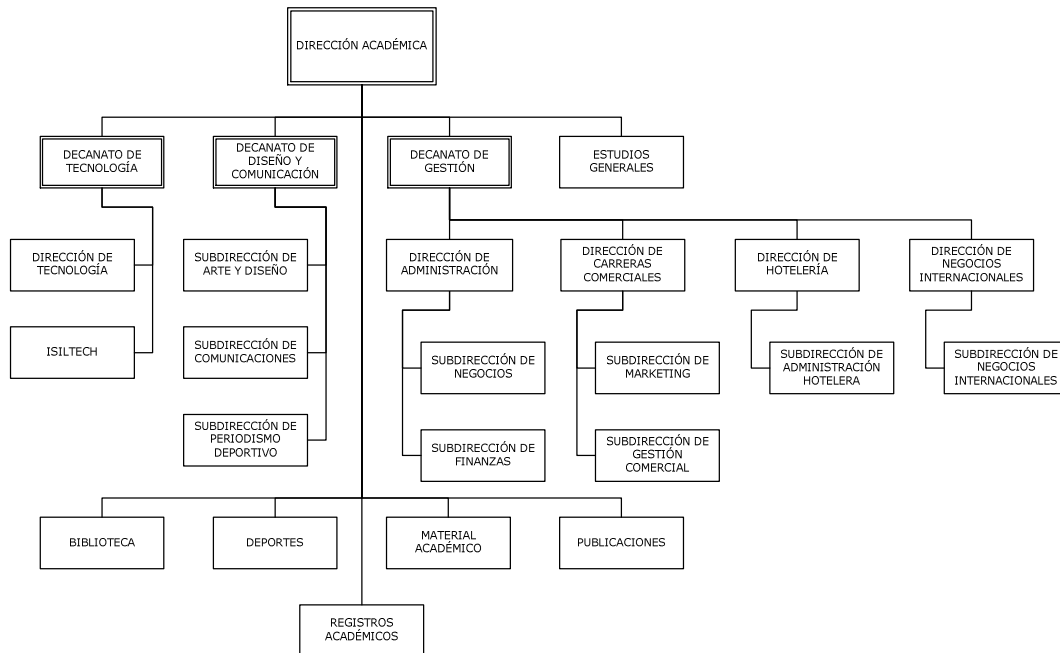 DIRECCIÓN ACADÉMICA
DECANATO DE
TECNOLOGÍA
DECANATO DE
DISEÑO Y
COMUNICACIÓN
DECANATO DE
GESTIÓN
ESTUDIOS
GENERALES
DIRECCIÓN DE
TECNOLOGÍA
SUBDIRECCIÓN DE
ARTE Y DISEÑO
DIRECCIÓN DE
ADMINISTRACIÓN
DIRECCIÓN DE
CARRERAS
COMERCIALES
DIRECCIÓN DE
HOTELERÍA
DIRECCIÓN DE
NEGOCIOS
INTERNACIONALES
ISILTECH
SUBDIRECCIÓN DE
COMUNICACIONES
SUBDIRECCIÓN DE
NEGOCIOS
SUBDIRECCIÓN DE
MARKETING
SUBDIRECCIÓN DE
ADMINISTRACIÓN
HOTELERA
SUBDIRECCIÓN DE
NEGOCIOS
INTERNACIONALES
SUBDIRECCIÓN DE
PERIODISMO
DEPORTIVO
SUBDIRECCIÓN DE
FINANZAS
SUBDIRECCIÓN DE
GESTIÓN
COMERCIAL
BIBLIOTECA
DEPORTES
MATERIAL
ACADÉMICO
PUBLICACIONES
REGISTROS
ACADÉMICOS